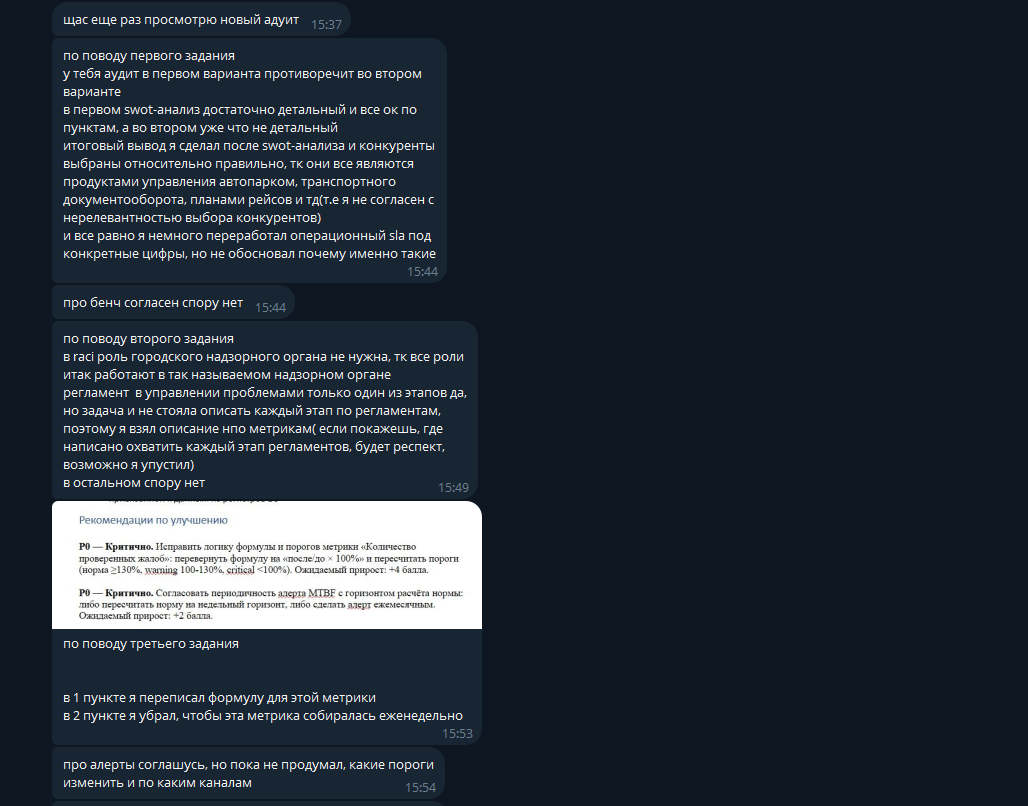 щас еще раз просмотрю новый адуит 15:37
по поводу первого задания
у тебя аудит в первом варианта противоречит во втором
варианте
в первом swot-анализ достаточно детальный и все ок по
пунктам, а во втором уже что не детальный
итоговый вывод я сделал после swot-анализа и конкуренты
выбраны относительно правильно, тк они все являются
продуктами управления автопарком, транспортного
документооборота, планами рейсов и тд(т.е я не согласен с
нерелевантностью выбора конкурентов)
и все равно я немного переработал операционный sla под
конкретные цифры, но не обосновал почему именно такие
15:44
про бенч согласен спору нет 15:44
по поводу второго задания
в raci роль городского надзорного органа не нужна, тк все роли
итак работают в так называемом надзорном органе
регламент в управлении проблемами только один из этапов да,
но задача и не стояла описать каждый этап по регламентам,
поэтому я взял описание нпо метрикам( если покажешь, где
написано охватить каждый этап регламентов, будет респект,
возможно я упустил)
в остальном спору нет
15:49
Рекомендации по улучшению
P0 — Критично. Исправить логику формулы и порогов метрики «Количество
проверенных жалоб»: перевернуть формулу на «после/до × 100%» и пересчитать пороги
(норма ≥130%, warning 100-130%, critical <100%). Ожидаемый прирост: +4 балла.
P0 — Критично. Согласовать периодичность алерта MTBF с горизонтом расчёта нормы:
либо пересчитать норму на недельный горизонт, либо сделать алерт ежемесячным.
Ожидаемый прирост: +2 балла.
по поводу третьего задания
в 1 пункте я переписал формулу для этой метрики
в 2 пункте я убрал, чтобы эта метрика собиралась еженедельно
15:53
про алерты соглашусь, но пока не продумал, какие пороги
изменить и по каким каналам
15:54